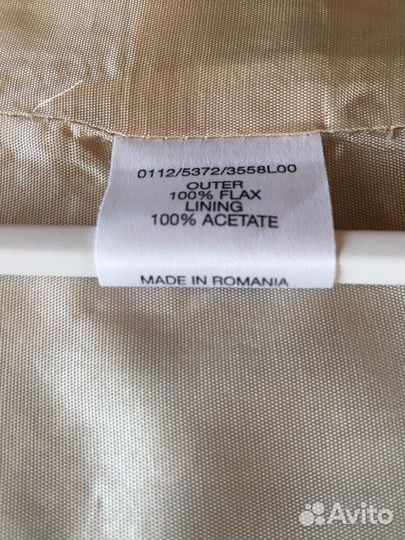 0112/5372/3558L00
OUTER
100% FLAX
LINING
100% ACETATE
MADE IN ROMANIA
Avito